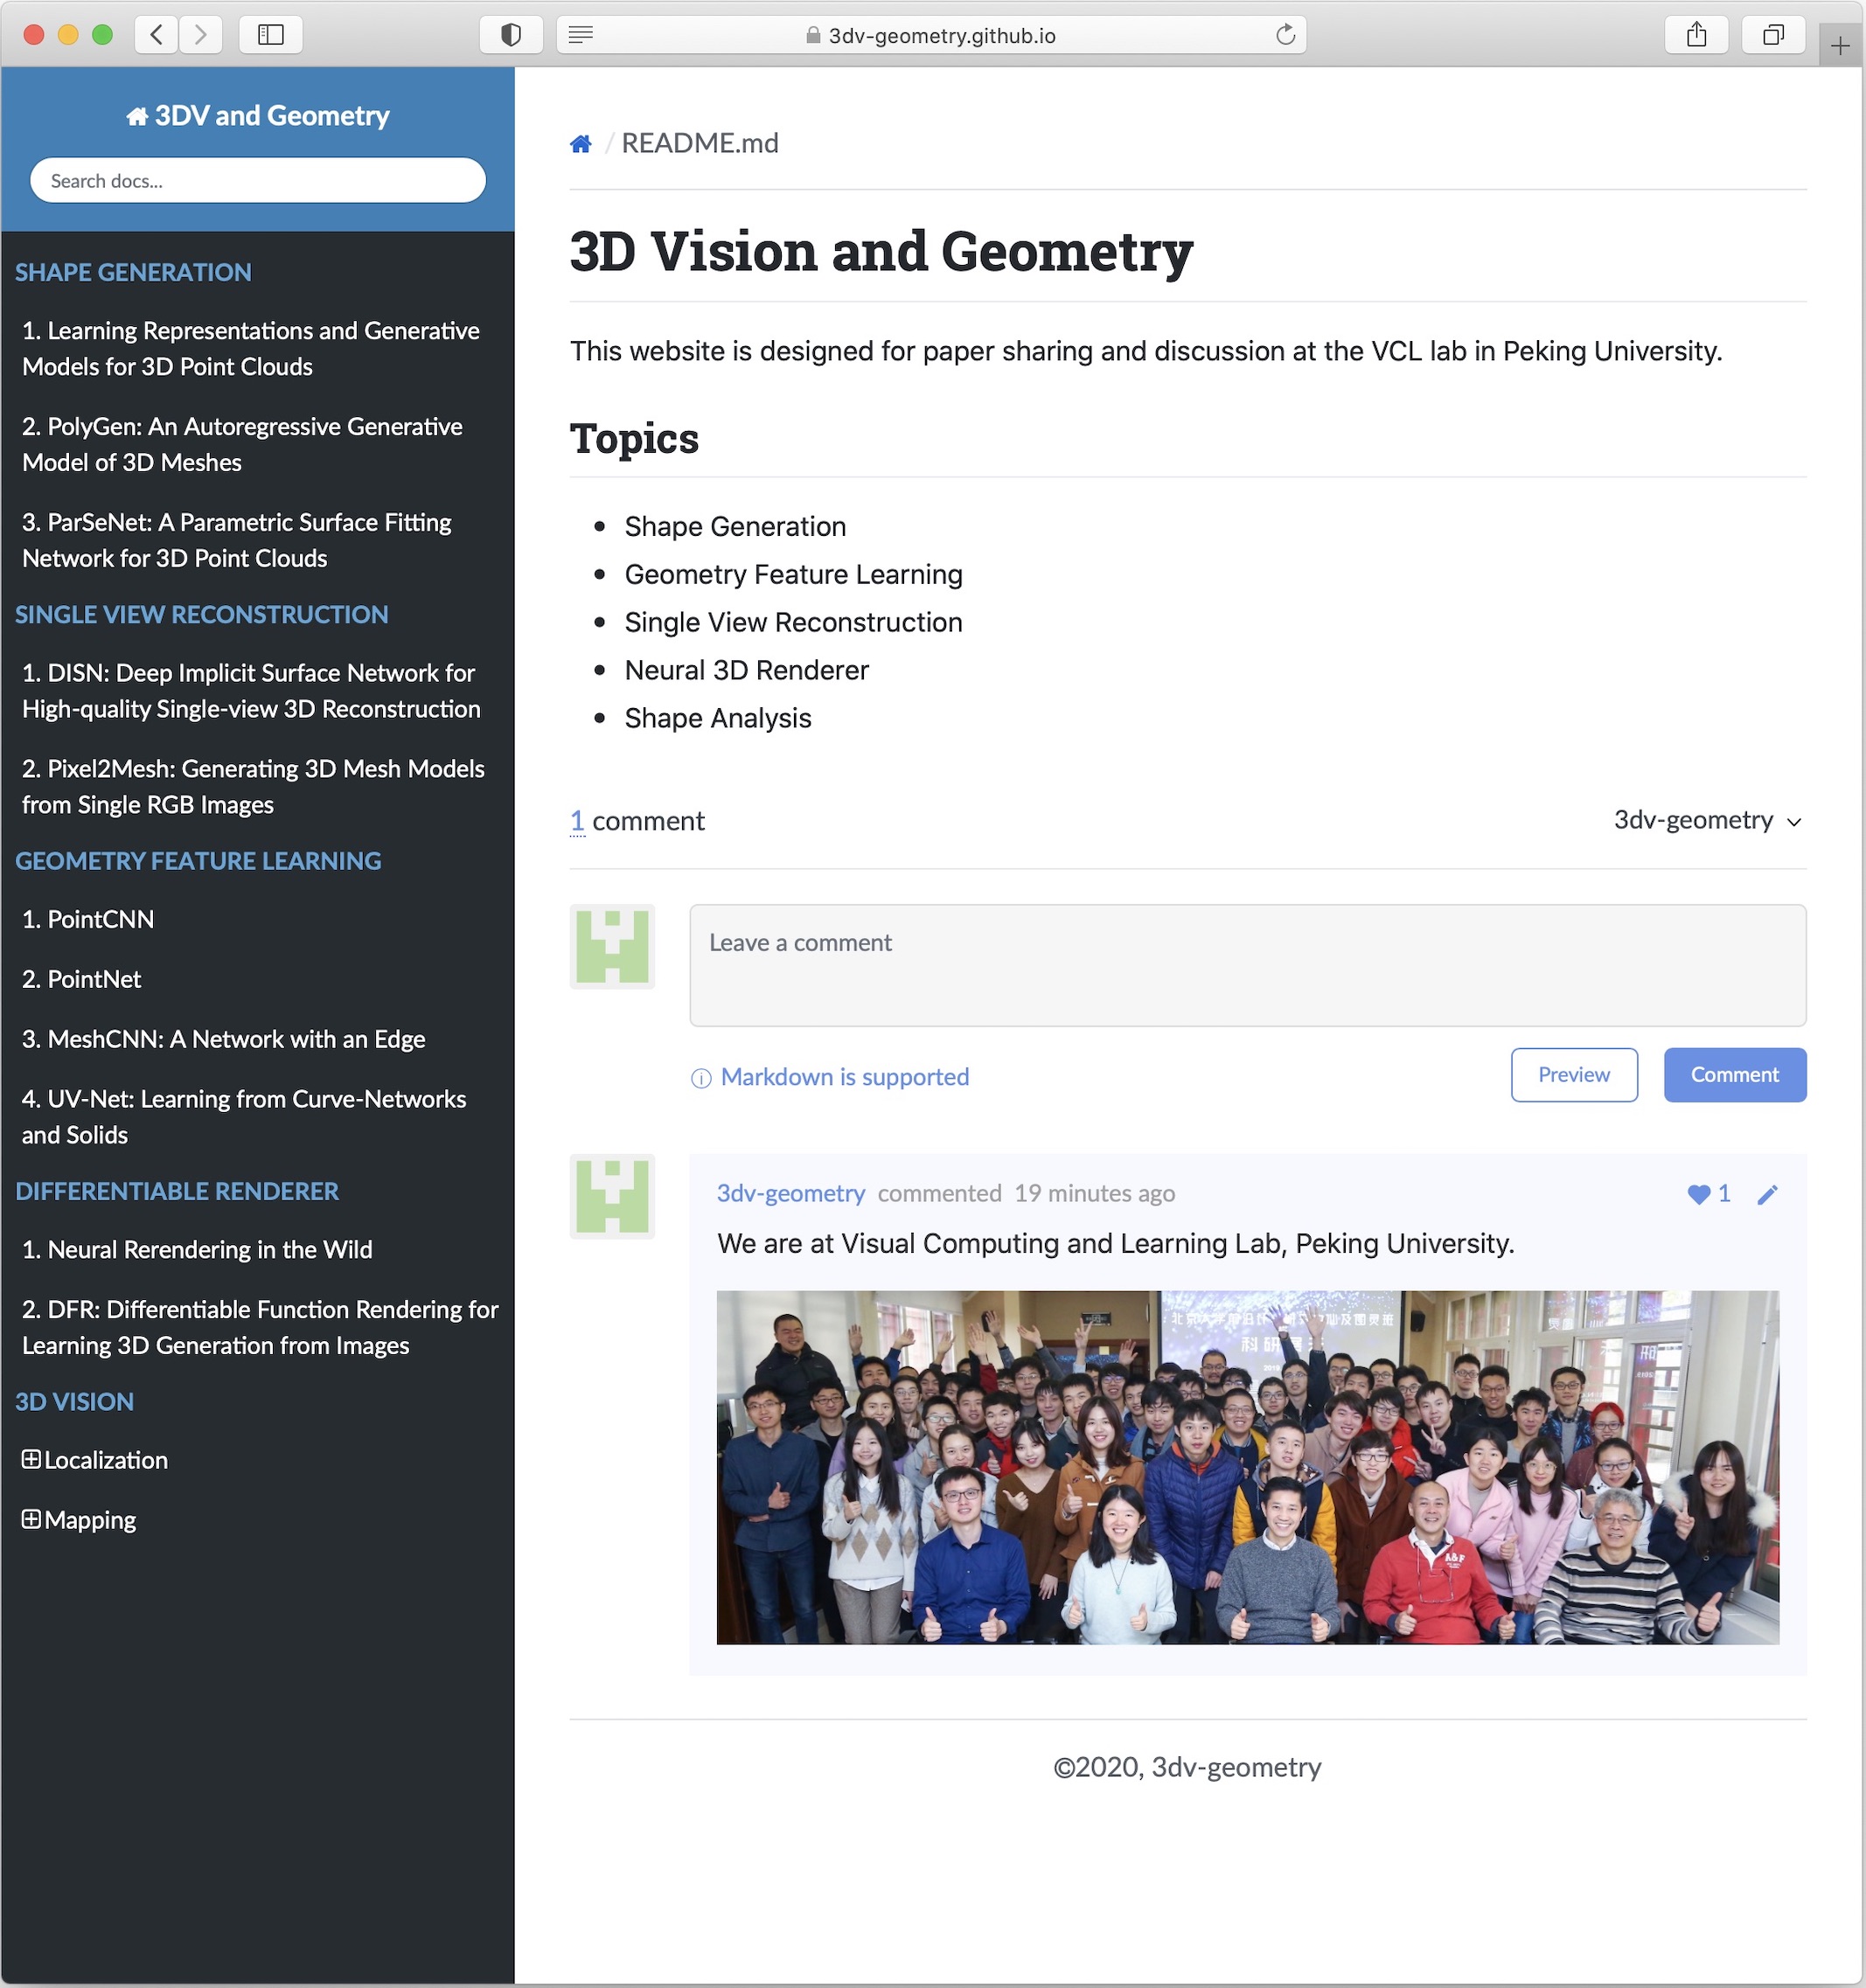 3dv-geometry.github.io
3DV and Geometry
Search docs...
SHAPE GENERATION
1. Learning Representations and Generative
Models for 3D Point Clouds
2. PolyGen: An Autoregressive Generative
Model of 3D Meshes
3. ParSeNet: A Parametric Surface Fitting
Network for 3D Point Clouds
SINGLE VIEW RECONSTRUCTION
1. DISN: Deep Implicit Surface Network for
High-quality Single-view 3D Reconstruction
2. Pixel2Mesh: Generating 3D Mesh Models
from Single RGB Images
GEOMETRY FEATURE LEARNING
1. PointCNN
2. PointNet
3. MeshCNN: A Network with an Edge
4. UV-Net: Learning from Curve-Networks
and Solids
DIFFERENTIABLE RENDERER
1. Neural Rerendering in the Wild
2. DFR: Differentiable Function Rendering for
Learning 3D Generation from Images
3D VISION
Localization
Mapping
/ README.md
3D Vision and Geometry
This website is designed for paper sharing and discussion at the VCL lab in Peking University.
Topics
• Shape Generation
• Geometry Feature Learning
• Single View Reconstruction
• Neural 3D Renderer
• Shape Analysis
1 comment
3dv-geometry
Leave a comment
Markdown is supported
Preview
Comment
3dv-geometry commented 19 minutes ago
1
We are at Visual Computing and Learning Lab, Peking University.
北京大学
科研
A&F
©2020, 3dv-geometry